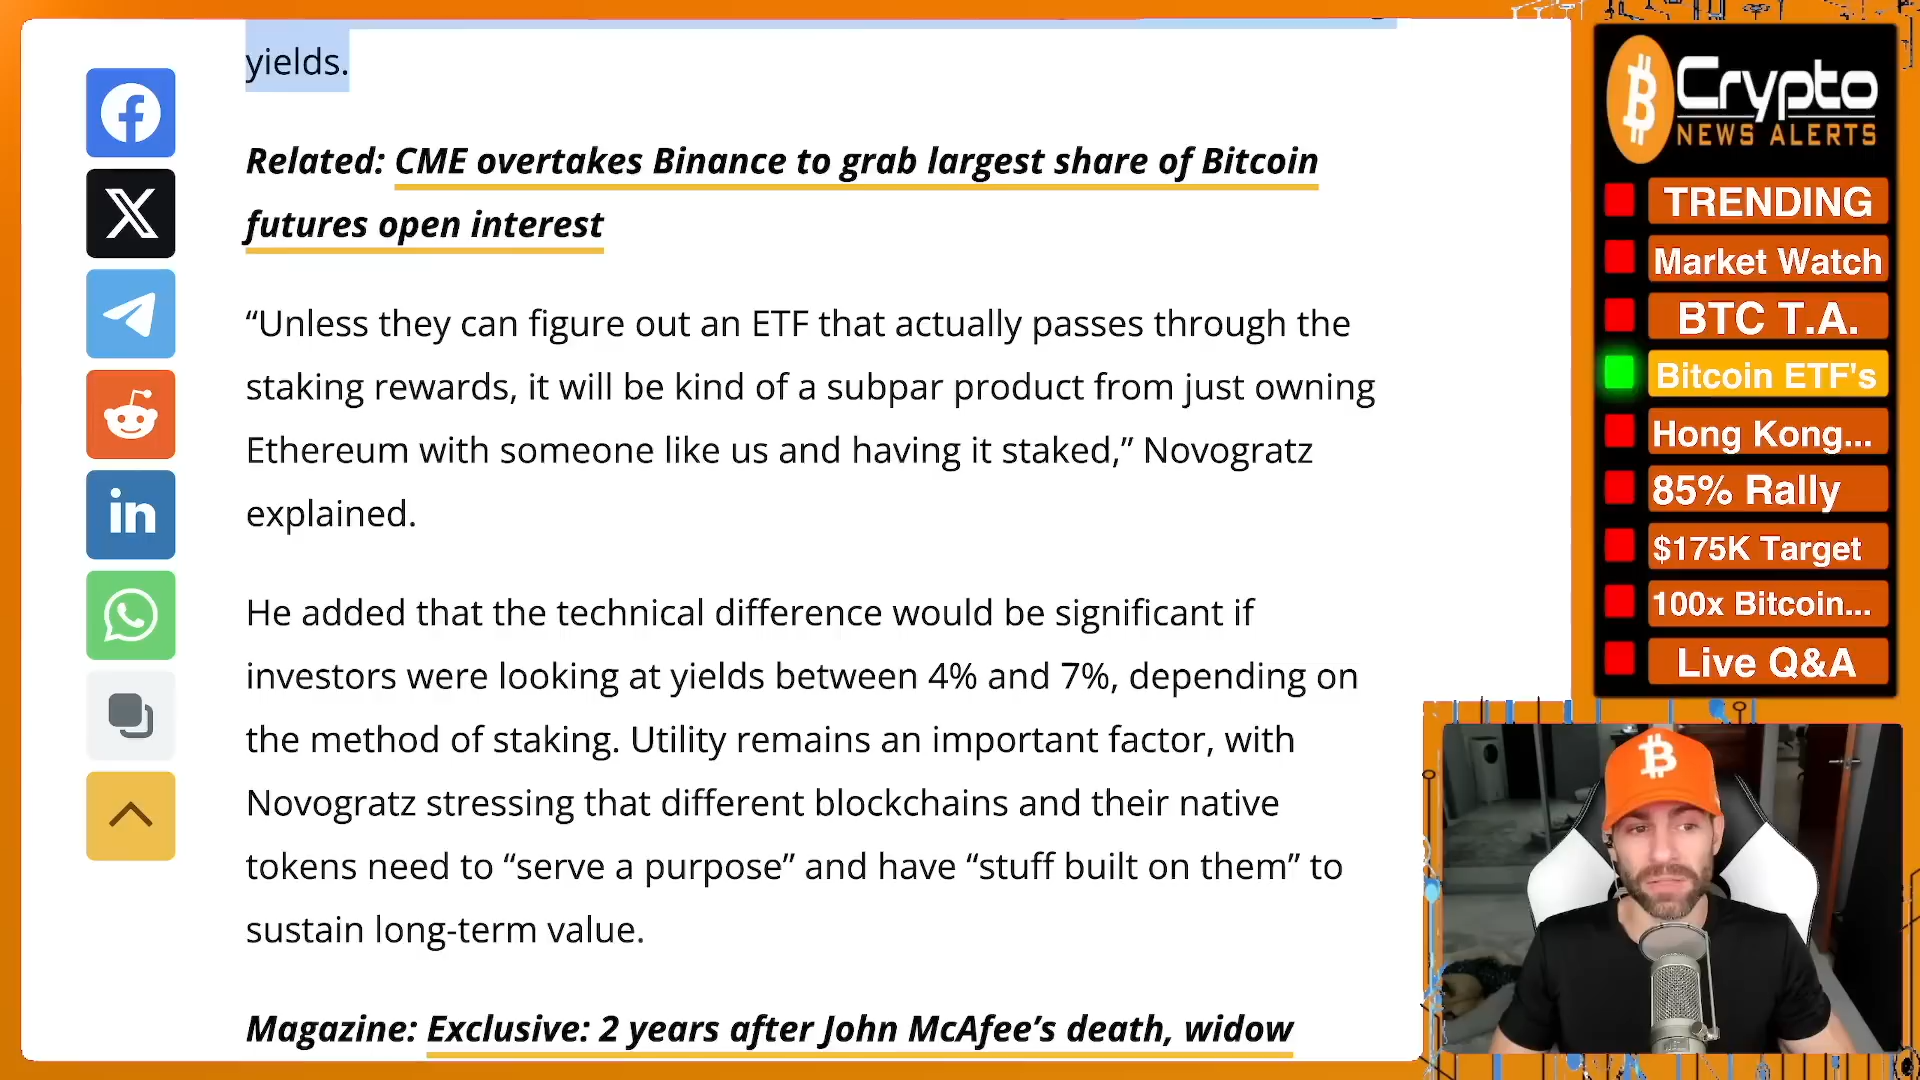 yields.
Related: CME overtakes Binance to grab largest share of Bitcoin
futures open interest
“Unless they can figure out an ETF that actually passes through the
staking rewards, it will be kind of a subpar product from just owning
Ethereum with someone like us and having it staked,” Novogratz
explained.
He added that the technical difference would be significant if
investors were looking at yields between 4% and 7%, depending on
the method of staking. Utility remains an important factor, with
Novogratz stressing that different blockchains and their native
tokens need to “serve a purpose” and have “stuff built on them” to
sustain long-term value.
Magazine: Exclusive: 2 years after John McAfee’s death, widow
in
Crypto
NEWS ALERTS
TRENDING
Market Watch
BTC T.A.
Bitcoin ETF's
Hong Kong...
85% Rally
$175K Target
100x Bitcoin...
Live Q&A